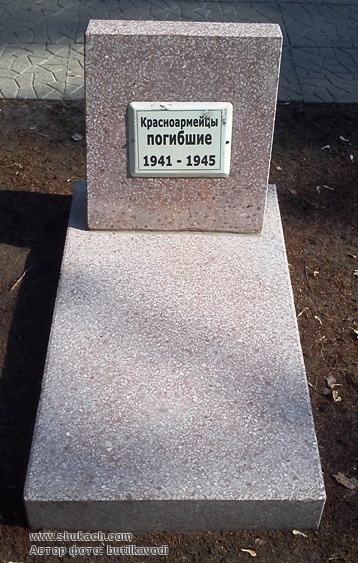 Красноармейцы
погибшие
1941 - 1945
www.shukach.com
Автор фото: butilkavodi